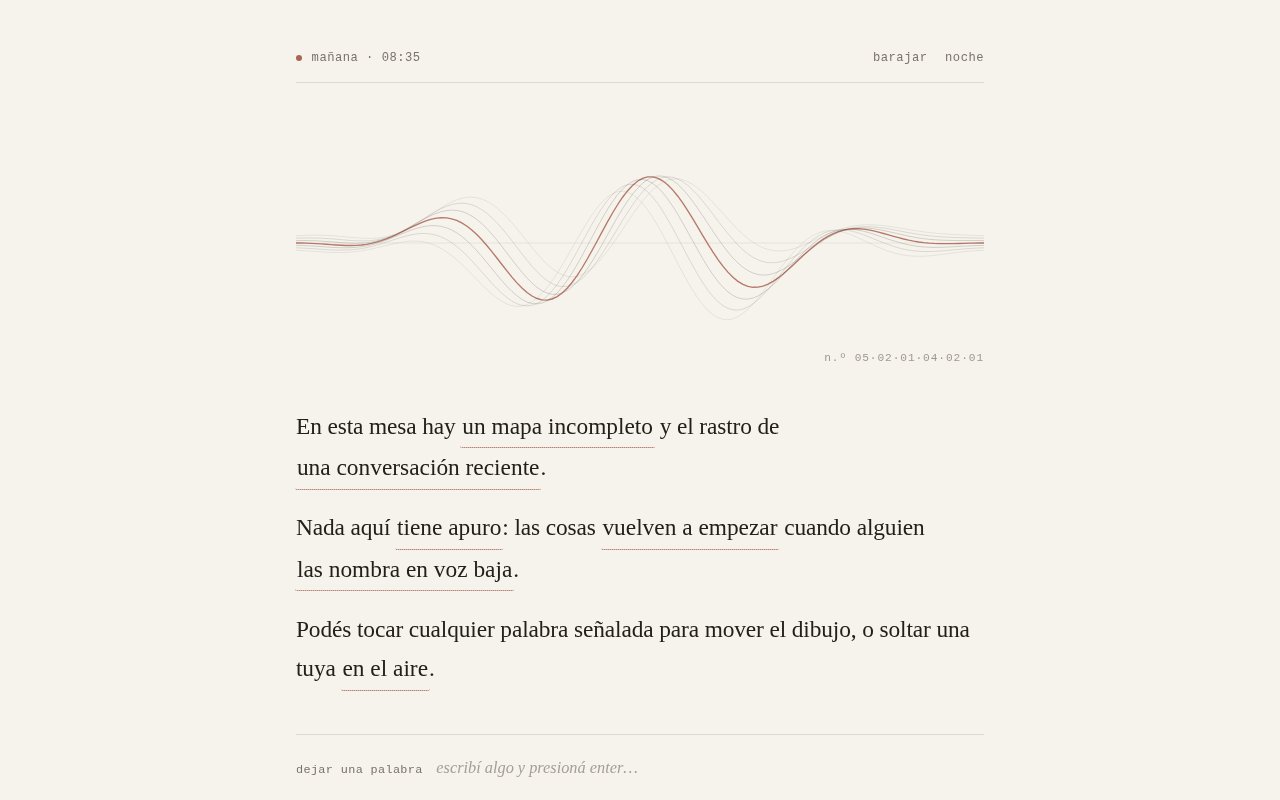 mañana · 08:35
barajar noche
n.º 05·02·01·04·02·01
En esta mesa hay un mapa incompleto y el rastro de
una conversación reciente.
Nada aquí tiene apuro: las cosas vuelven a empezar cuando alguien
las nombra en voz baja.
Podés tocar cualquier palabra señalada para mover el dibujo, o soltar una
tuya en el aire.
dejar una palabra escribí algo y presioná enter…